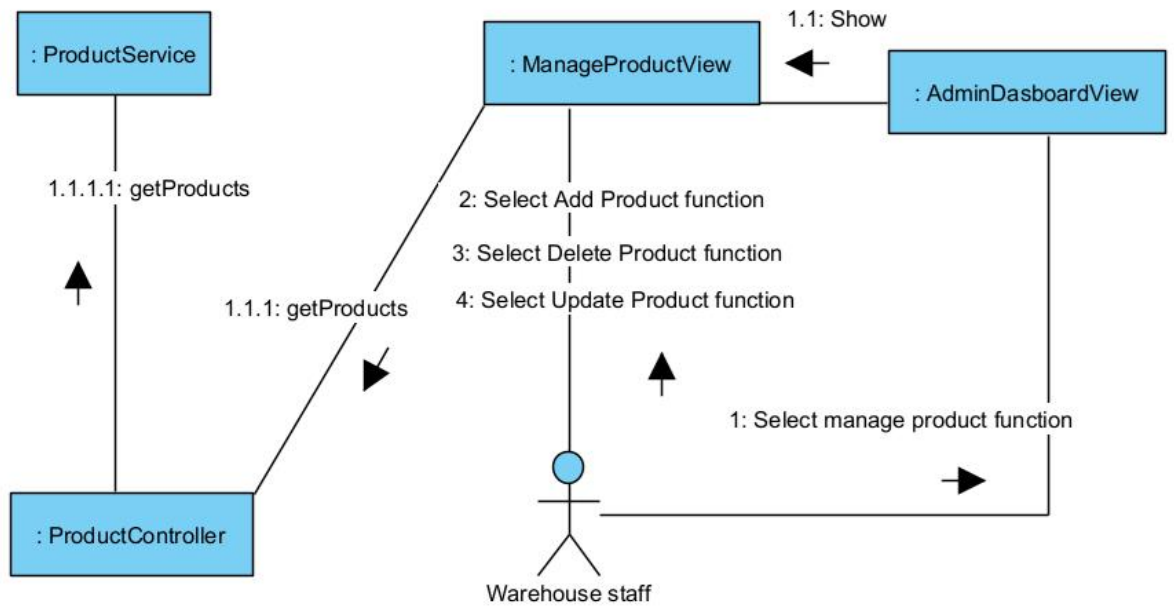 1.1: Show
: ProductService
: ManageProductView
: AdminDasboardView
1.1.1.1: getProducts
2: Select Add Product function
3: Select Delete Product function
4: Select Update Product function
1.1.1: getProducts
1: Select manage product function
: ProductController
Warehouse staff